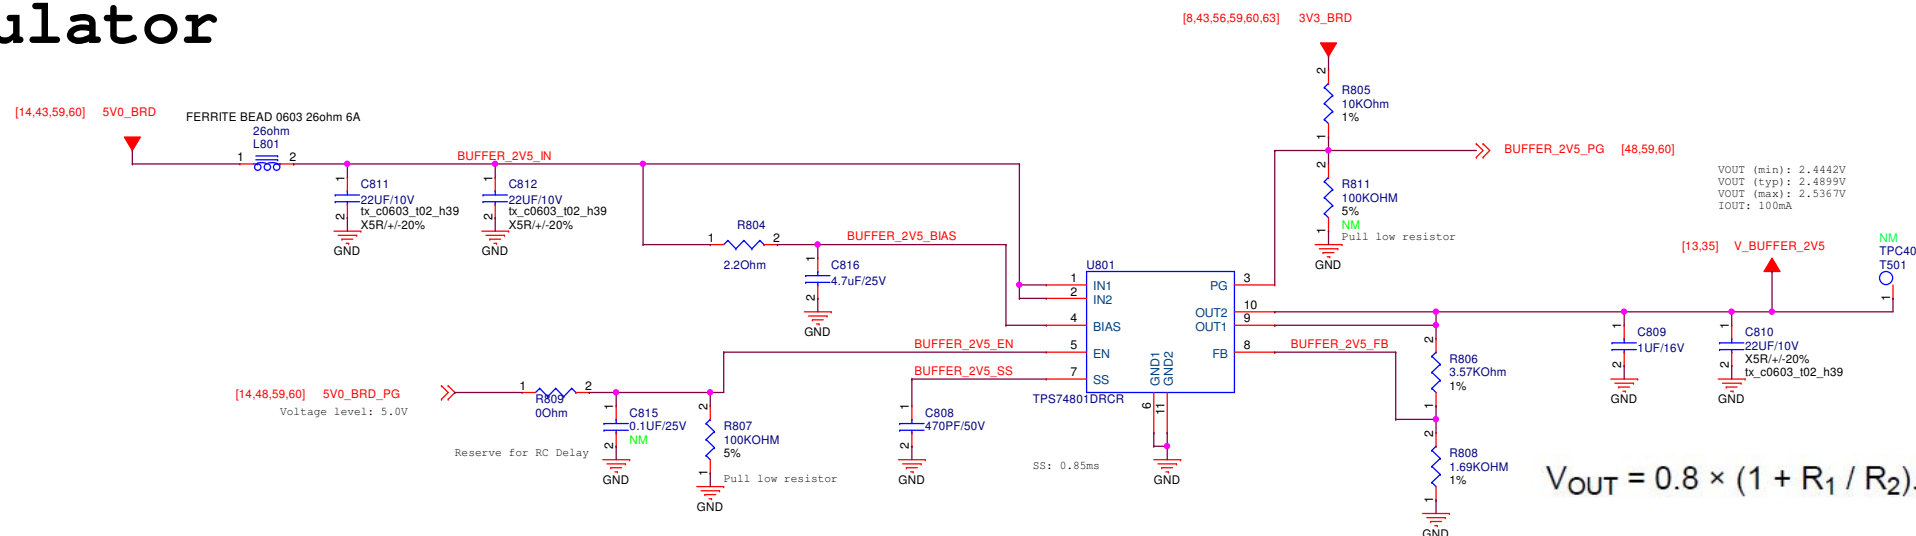 ulator
[8,43,56,59,60,63] 3V3_BRD
[14,43,59,60] 5V0_BRD
FERRITE BEAD 0603 26ohm 6A
26ohm
L801
1 2
BUFFER_2V5_IN
1
C811
22UF/10V
tx_c0603_t02_h39
2
X5R/+/-20%
GND
1
C812
22UF/10V
tx_c0603_t02_h39
2
X5R/+/-20%
GND
R804
1 2
2.2Ohm
BUFFER_2V5_BIAS
1
C816
4.7uF/25V
2
GND
2
R805
10KOhm
1%
1
BUFFER_2V5_PG [48,59,60]
2
R811
100KOHM
5%
NM
1
Pull low resistor
GND
VOUT (min): 2.4442V
VOUT (typ): 2.4899V
VOUT (max): 2.5367V
IOUT: 100mA
[13,35] V_BUFFER_2V5
NM
TPC40
T501
1
U801
1 IN1
2 IN2
4 BIAS
5 EN
7 SS
PG 3
OUT2 10
OUT1 9
FB 8
GND1
GND2
6
11
TPS74801DRCR
GND
BUFFER_2V5_EN
BUFFER_2V5_SS
BUFFER_2V5_FB
[14,48,59,60] 5V0_BRD_PG
Voltage level: 5.0V
1 2
R809
0Ohm
1
C815
0.1UF/25V
2
NM
Reserve for RC Delay
GND
2
R807
100KOHM
5%
1
Pull low resistor
GND
1
C808
470PF/50V
2
GND
SS: 0.85ms
2
R806
3.57KOhm
1%
1
2
R808
1.69KOHM
1%
1
GND
1
C809
1UF/16V
2
GND
1
C810
22UF/10V
X5R/+/-20%
2
tx_c0603_t02_h39
GND
VOUT = 0.8 × (1 + R1 / R2).